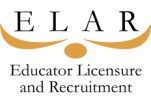 ELAR
Educator Licensure
and Recruitment